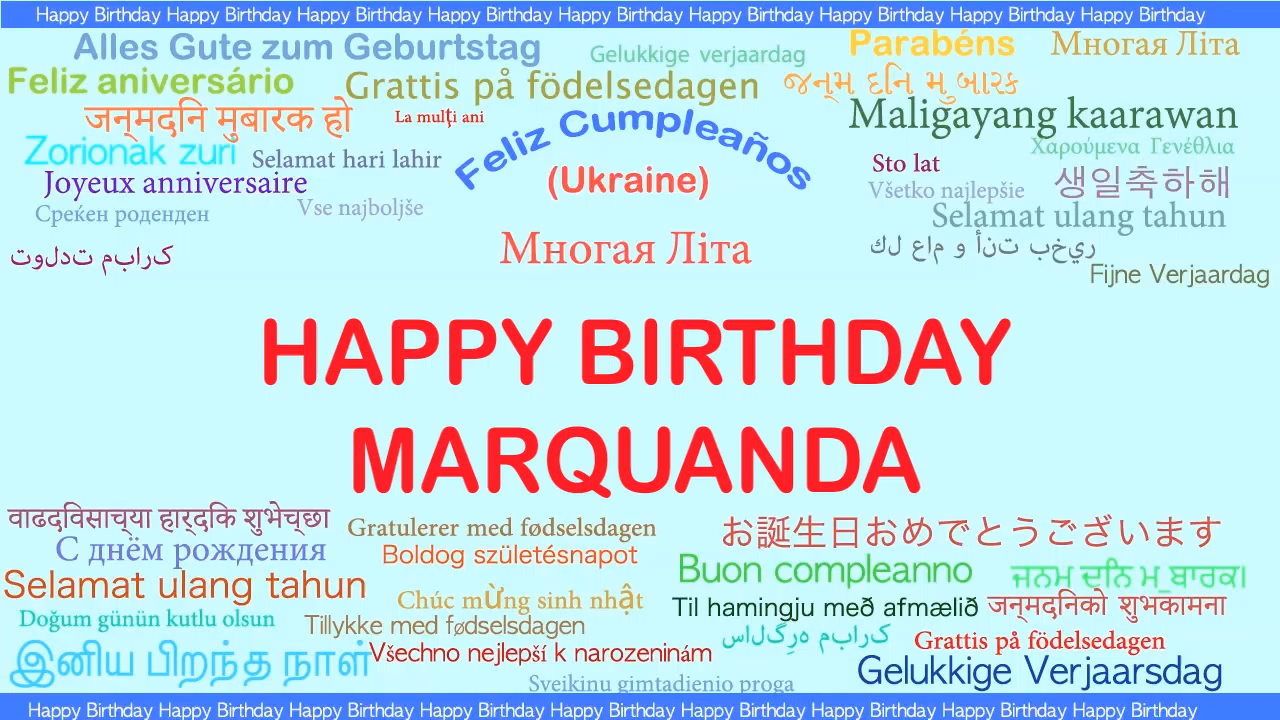 Happy Birthday Happy Birthday Happy Birthday Happy Birthday Happy Birthday Happy Birthday Happy Birthday Happy Birthday Happy Birthday
Alles Gute zum Geburtstag
Gelukkige verjaardag
Parabéns
Многая Літа
Feliz aniversário
Grattis på födelsedagen
જન્મ દનિ મુ બારક
जन्मदनि मुबारक हो
La mulţi ani
Feliz Cumpleaños
Maligayang kaarawan
Zorionak zuri
Selamat hari lahir
Χαρούμενα Γενέθλια
Sto lat
Joyeux anniversaire
(Ukraine)
Všetko najlepšie
생일축하해
Среќен роденден
Vse najboljše
Selamat ulang tahun
Многая Літа
تولدت مبارک
كل عام و أنت بخير
Fijne Verjaardag
HAPPY BIRTHDAY
MARQUANDA
वाढदविसाच्या हार्दकि शुभेच्छा
Gratulerer med fødselsdagen
お誕生日おめでとうございます
С днём рождения
Boldog születésnapot
Selamat ulang tahun
Buon compleanno
ਜਨਮ ਦਨਿ ਮੁਬਾਰਕ।
Chúc mừng sinh nhật
Til hamingju með afmælið
जन्मदनिको शुभकामना
Doğum günün kutlu olsun
Tillykke med fødselsdagen
سالگرہ مبارک
Grattis på födelsedagen
இனிய பிறந்த நாள்
Všechno nejlepší k narozeninám
Gelukkige Verjaarsdag
Sveikinu gimtadienio proga
Happy Birthday Happy Birthday Happy Birthday Happy Birthday Happy Birthday Happy Birthday Happy Birthday Happy Birthday Happy Birthday